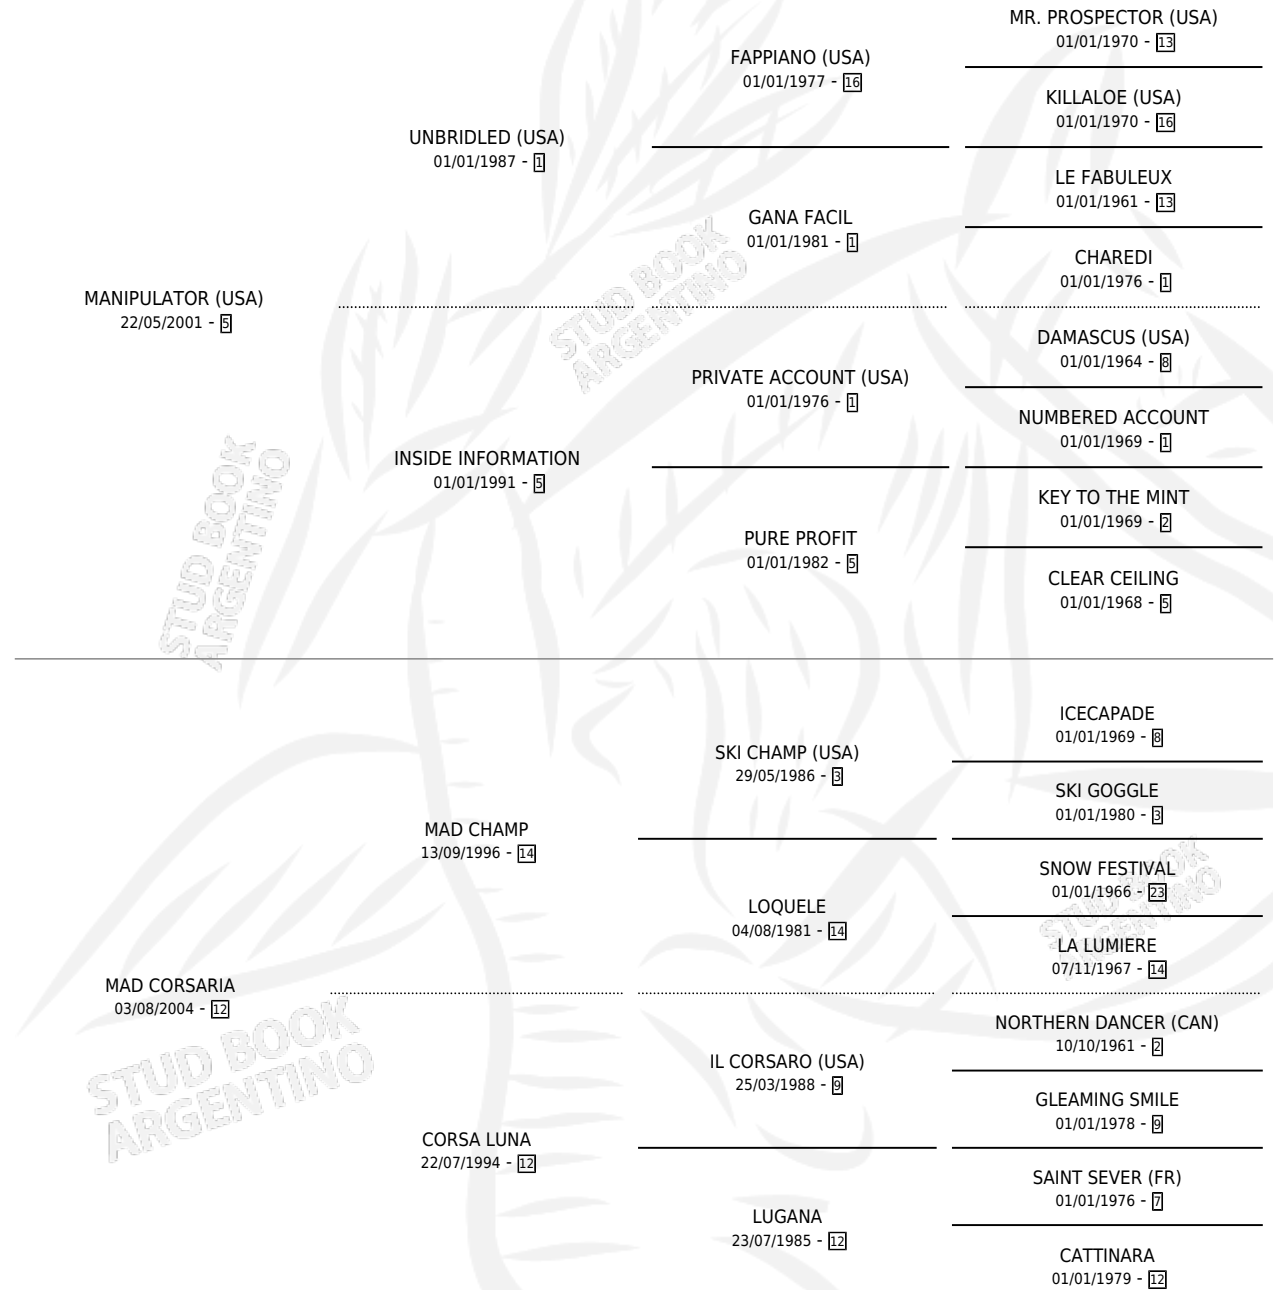 MR. PROSPECTOR (USA)
01/01/1970 - 13
FAPPIANO (USA)
01/01/1977 - 16
KILLALOE (USA)
01/01/1970 - 16
UNBRIDLED (USA)
01/01/1987 - 1
LE FABULEUX
01/01/1961 - 13
GANA FACIL
01/01/1981 - 1
CHAREDI
01/01/1976 - 1
MANIPULATOR (USA)
22/05/2001 - 5
DAMASCUS (USA)
01/01/1964 - 8
PRIVATE ACCOUNT (USA)
01/01/1976 - 1
NUMBERED ACCOUNT
01/01/1969 - 1
INSIDE INFORMATION
01/01/1991 - 5
KEY TO THE MINT
01/01/1969 - 2
PURE PROFIT
01/01/1982 - 5
CLEAR CEILING
01/01/1968 - 5
ICECAPADE
01/01/1969 - 8
SKI CHAMP (USA)
29/05/1986 - 3
SKI GOGGLE
01/01/1980 - 3
MAD CHAMP
13/09/1996 - 14
SNOW FESTIVAL
01/01/1966 - 23
LOQUELE
04/08/1981 - 14
LA LUMIERE
07/11/1967 - 14
MAD CORSARIA
03/08/2004 - 12
NORTHERN DANCER (CAN)
10/10/1961 - 2
IL CORSARO (USA)
25/03/1988 - 9
GLEAMING SMILE
01/01/1978 - 9
CORSA LUNA
22/07/1994 - 12
SAINT SEVER (FR)
01/01/1976 - 7
LUGANA
23/07/1985 - 12
CATTINARA
01/01/1979 - 12
STUD BOOK
ARGENTINO
STUD BOOK
ARGENTINO
STUD BOOK
ARGENTINO
STUD BOOK
ARGENTINO